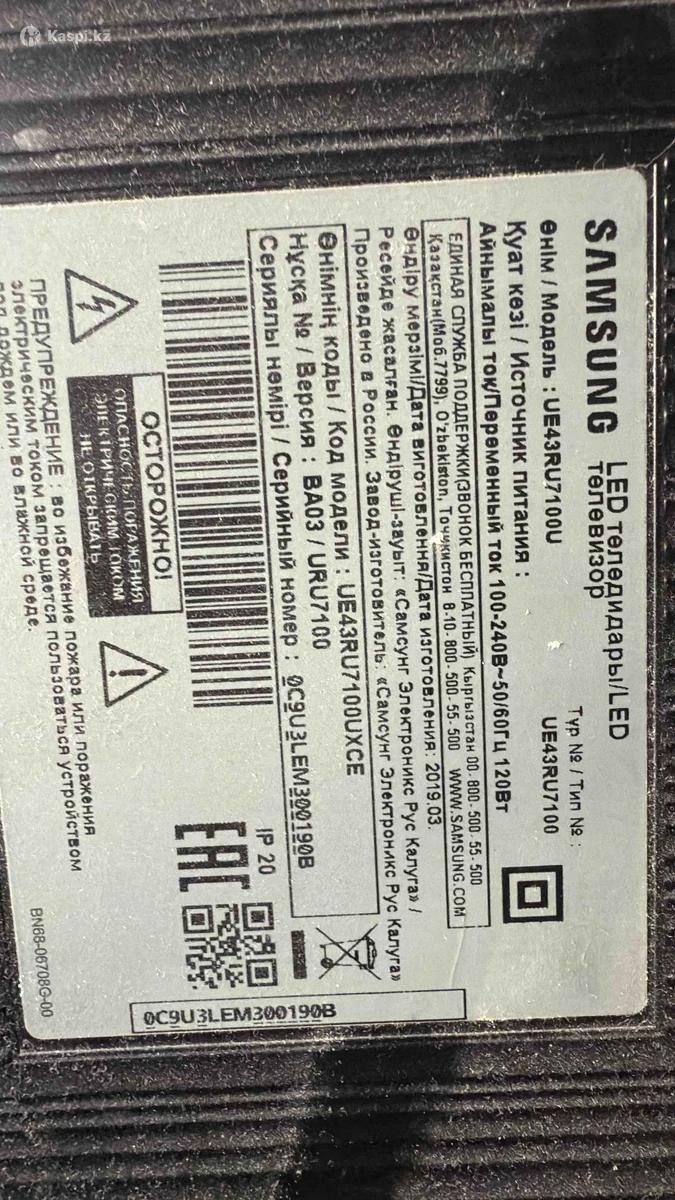 Kaspi.kz
SAMSUNG LED теледидары/LED
телевизор
Өнім / Модель : UE43RU7100U
Тур № / Тип № :
UE43RU7100
Қуат көзі / Источник питания :
Айнымалы ток/Переменный ток 100-240В~50/60Гц 120Вт
ЕДИНАЯ СЛУЖБА ПОДДЕРЖКИ(ЗВОНОК БЕСПЛАТНЫЙ) Кыргызстан 00-800-500-55-500
Казақстан(Моб.7799), O'zbekiston, Тоҷикистон 8-10-800-500-55-500 WWW.SAMSUNG.COM
Өндіру мерзімі/Дата выготовлення/Дата изготовления: 2019.03.
Ресейде жасалған. Өндіруші-зауыт: «Самсунг Электроникс Рус Калуга» /
Произведено в России. Завод-изготовитель: «Самсунг Электроникс Рус Калуга»
Өнімнің коды / Код модели : UE43RU7100UXCE
Нұсқа № / Версия : BA03 / URU7100
Сериялы нөмірі / Серийный номер : 0C9U3LEM300190B
IP 20
EAC
0C9U3LEM300190B
ОСТОРОЖНО!
ОПАСНОСТЬ ПОРАЖЕНИЯ
ЭЛЕКТРИЧЕСКИМ ТОКОМ
НЕ ОТКРЫВАТЬ
ПРЕДУПРЕЖДЕНИЕ : во избежание пожара или поражения
электрическим током запрещается пользоваться устройством
под дождем или во влажной среде.
BN68-06708G-00